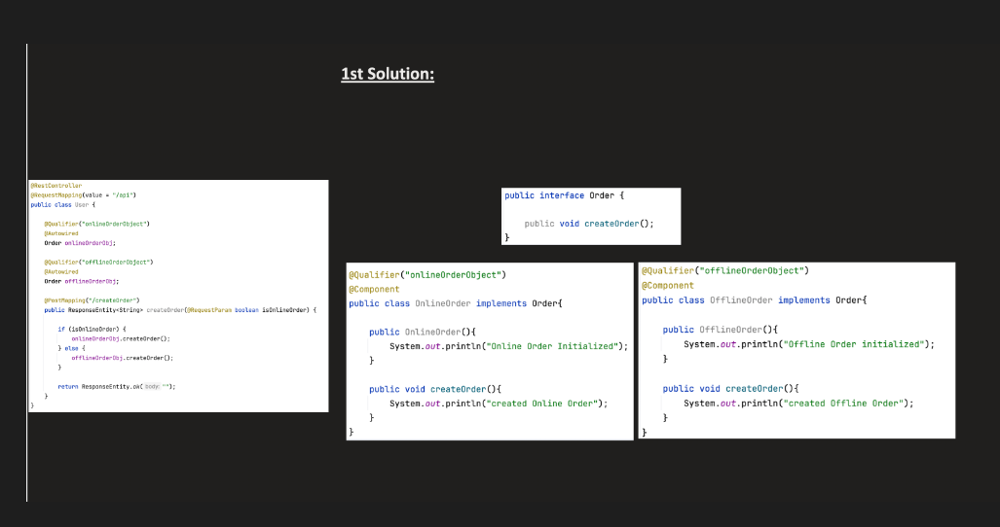 1st Solution:
@RestController
@RequestMapping(value = "/api")
public class User {
@Qualifier("onlineOrderObject")
@Autowired
Order onlineOrderObj;
@Qualifier("offlineOrderObject")
@Autowired
Order offlineOrderObj;
@PostMapping("/createOrder")
public ResponseEntity<String> createOrder(@RequestParam boolean isOnlineOrder) {
if (isOnlineOrder) {
onlineOrderObj.createOrder();
} else {
offlineOrderObj.createOrder();
}
return ResponseEntity.ok( body: "");
}
}
public interface Order {
public void createOrder();
}
@Qualifier("onlineOrderObject")
@Component
public class OnlineOrder implements Order{
public OnlineOrder(){
System.out.println("Online Order Initialized");
}
public void createOrder(){
System.out.println("created Online Order");
}
}
@Qualifier("offlineOrderObject")
@Component
public class OfflineOrder implements Order{
public OfflineOrder(){
System.out.println("Offline Order initialized");
}
public void createOrder(){
System.out.println("created Offline Order");
}
}